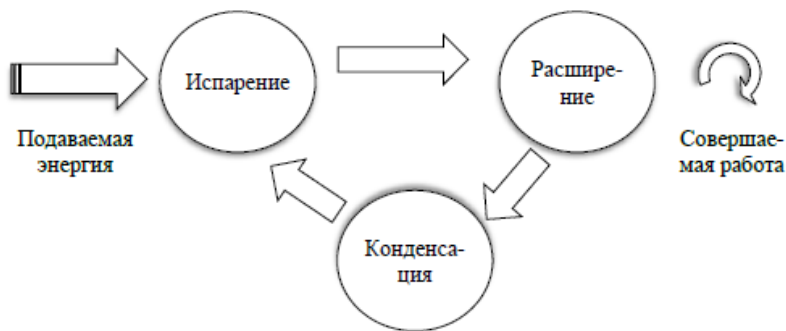 Испарение
Расшире-
ние
Подаваемая
энергия
Совершае-
мая работа
Конденса-
ция